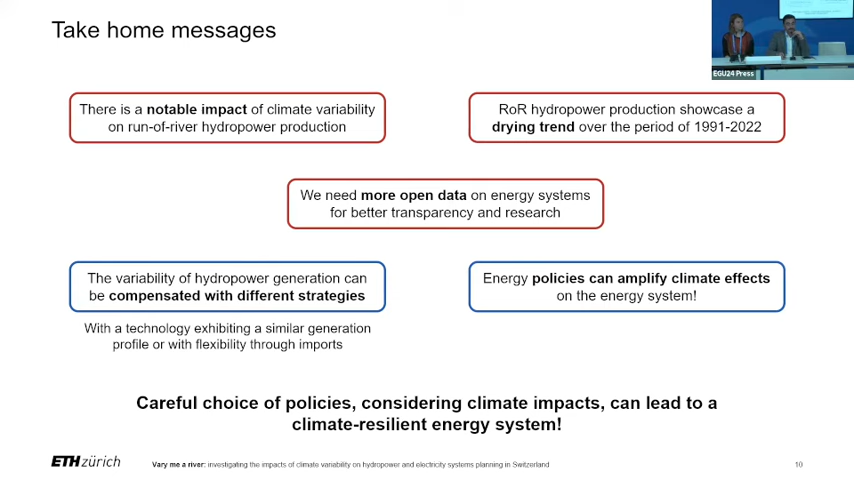 Take home messages
EGU24 Press
There is a notable impact of climate variability
on run-of-river hydropower production
RoR hydropower production showcase a
drying trend over the period of 1991-2022
We need more open data on energy systems
for better transparency and research
The variability of hydropower generation can
be compensated with different strategies
Energy policies can amplify climate effects
on the energy system!
With a technology exhibiting a similar generation
profile or with flexibility through imports
Careful choice of policies, considering climate impacts, can lead to a
climate-resilient energy system!
ETH zürich
Vary me a river: investigating the impacts of climate variability on hydropower and electricity systems planning in Switzerland
10